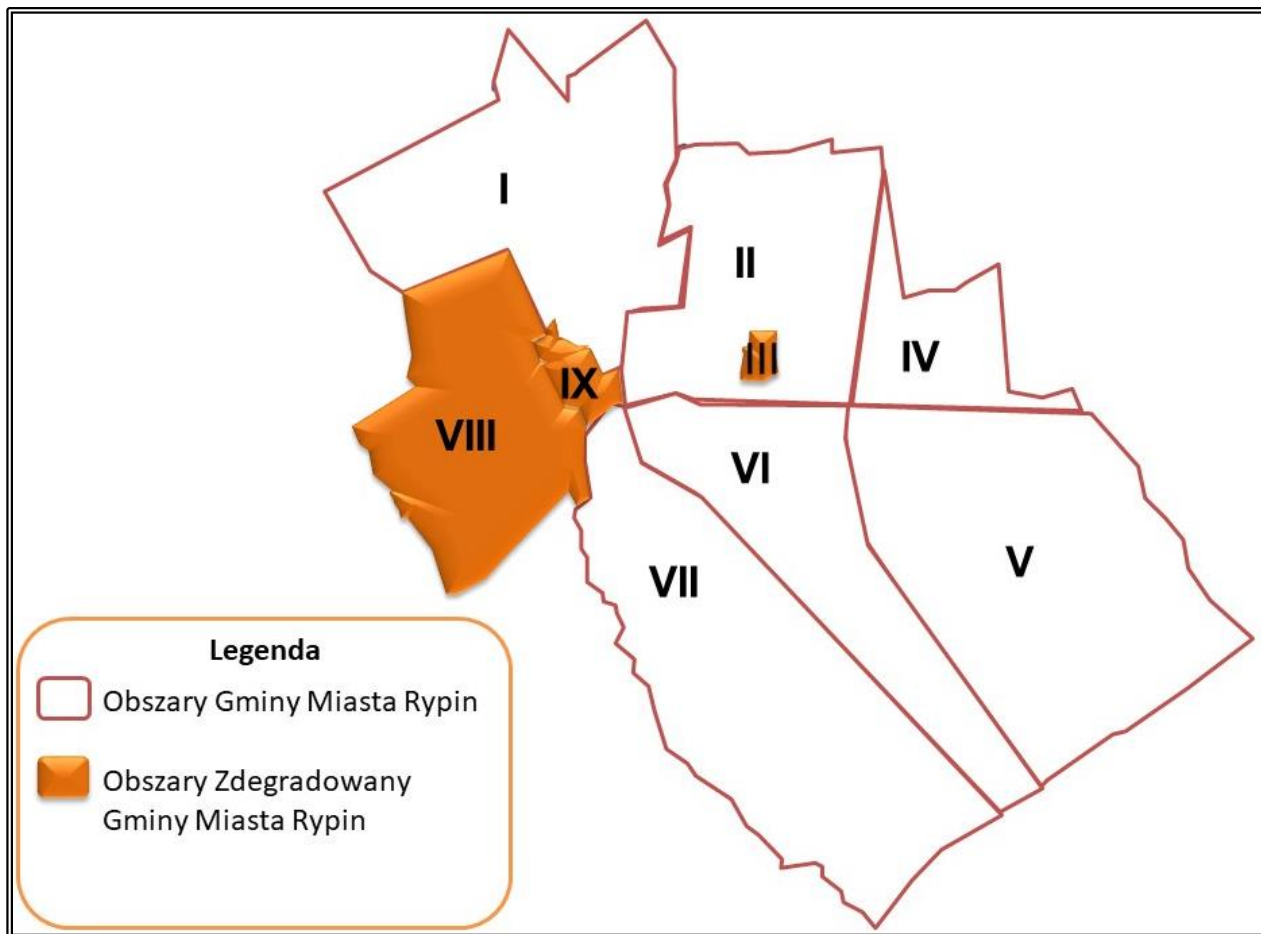 I
II
III
IV
IX
VIII
VI
V
VII
Legenda
Obszary Gminy Miasta Rypin
Obszary Zdegradowany
Gminy Miasta Rypin